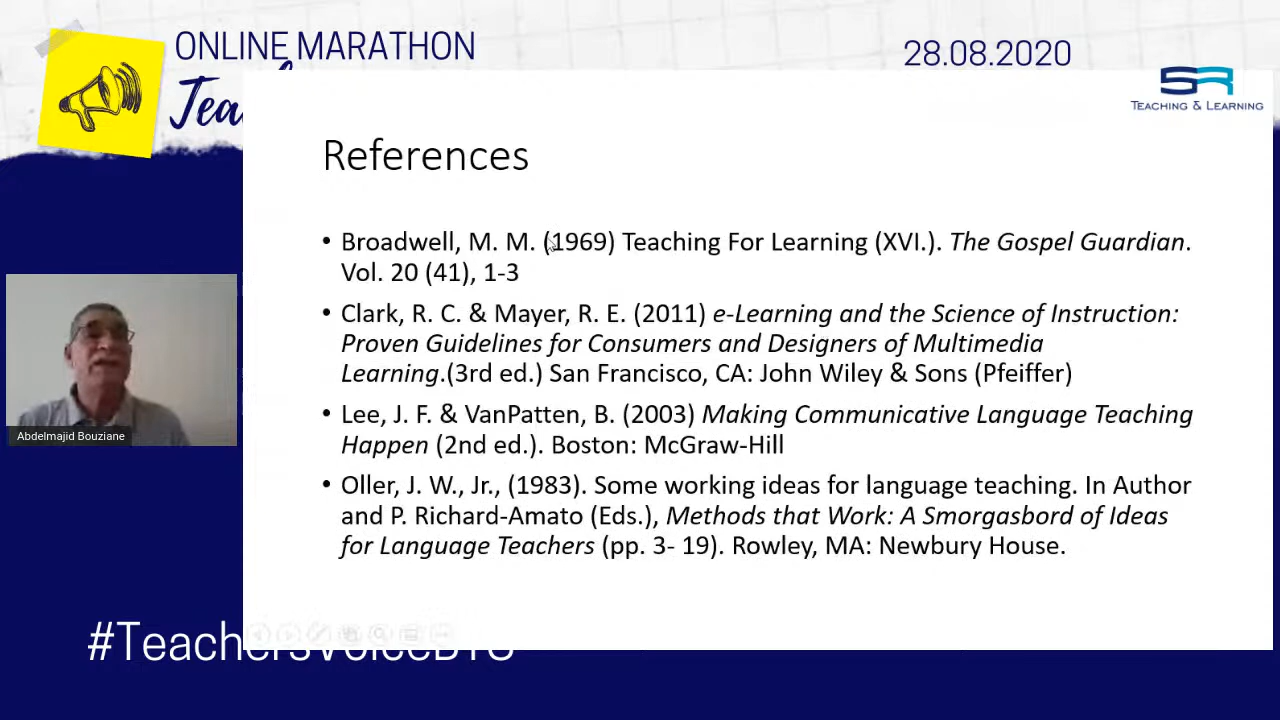 ONLINE MARATHON
28.08.2020
Tea
SR
TEACHING & LEARNING
References
• Broadwell, M. M. (1969) Teaching For Learning (XVI.). The Gospel Guardian.
Vol. 20 (41), 1-3
• Clark, R. C. & Mayer, R. E. (2011) e-Learning and the Science of Instruction:
Proven Guidelines for Consumers and Designers of Multimedia
Learning.(3rd ed.) San Francisco, CA: John Wiley & Sons (Pfeiffer)
• Lee, J. F. & VanPatten, B. (2003) Making Communicative Language Teaching
Happen (2nd ed.). Boston: McGraw-Hill
• Oller, J. W., Jr., (1983). Some working ideas for language teaching. In Author
and P. Richard-Amato (Eds.), Methods that Work: A Smorgasbord of Ideas
for Language Teachers (pp. 3- 19). Rowley, MA: Newbury House.
Abdelmajid Bouziane
#Teach